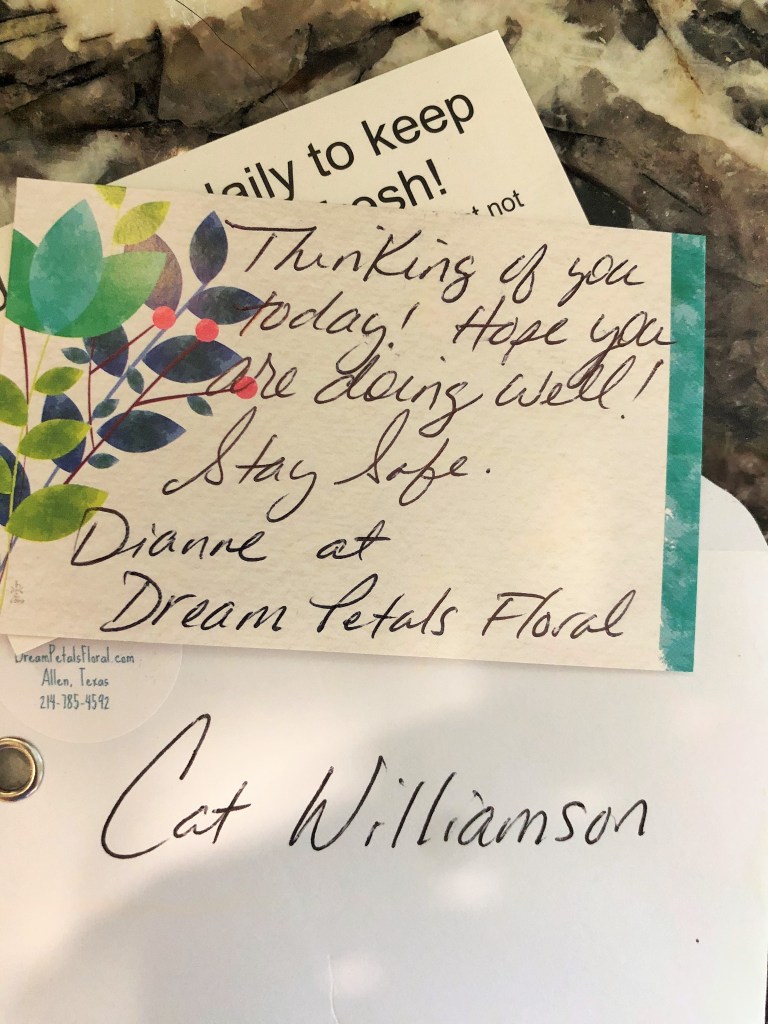 daily to keep
not
Thinking of you
today! Hope you
are doing well!
Stay Safe.
Dianne at
Dream Petals Floral
DreamPetalsFloral.com
Allen, Texas
214-785-4592
Cat Williamson